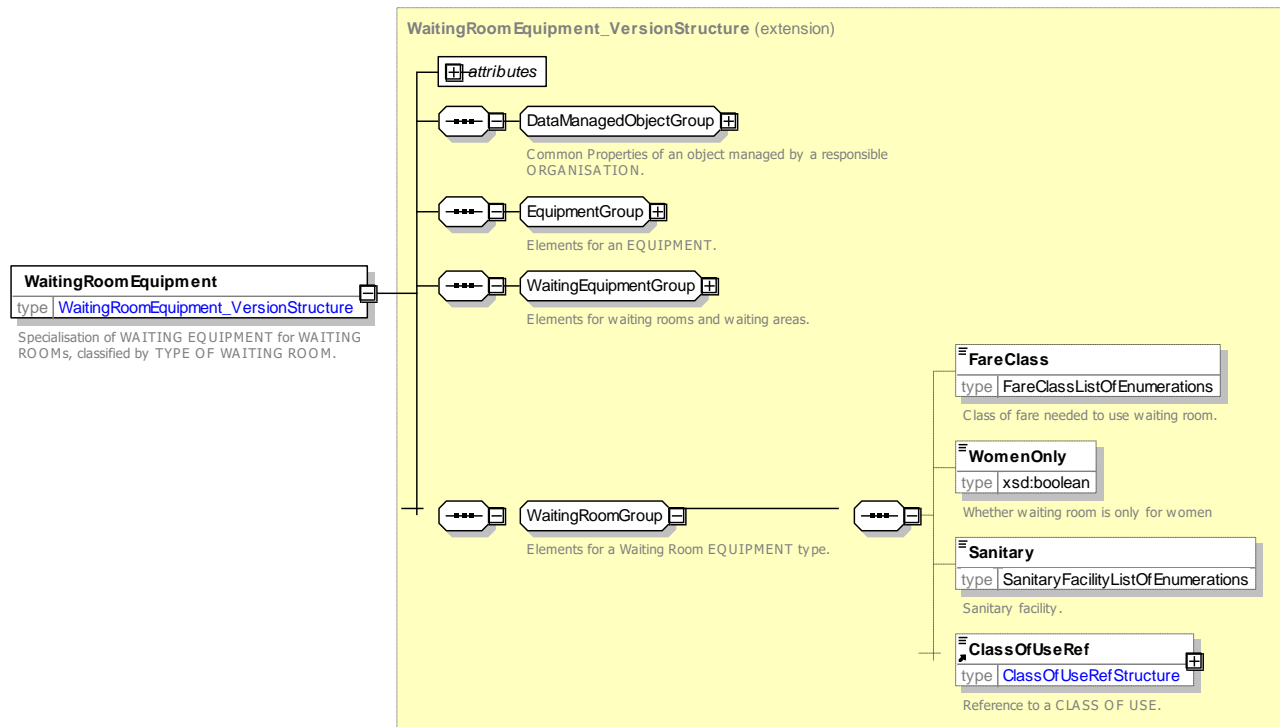 WaitingRoomEquipment_VersionStructure (extension)
attributes
DataManagedObjectGroup
Common Properties of an object managed by a responsible
ORGANISATION.
EquipmentGroup
Elements for an EQUIPMENT.
WaitingRoomEquipment
type WaitingRoomEquipment_VersionStructure
Specialisation of WAITING EQUIPMENT for WAITING
ROOMs, classified by TYPE OF WAITING ROOM.
WaitingEquipmentGroup
Elements for waiting rooms and waiting areas.
WaitingRoomGroup
Elements for a Waiting Room EQUIPMENT type.
FareClass
type FareClassListOfEnumerations
Class of fare needed to use waiting room.
WomenOnly
type xsd:boolean
Whether waiting room is only for women
Sanitary
type SanitaryFacilityListOfEnumerations
Sanitary facility.
ClassOfUseRef
type ClassOfUseRefStructure
Reference to a CLASS OF USE.